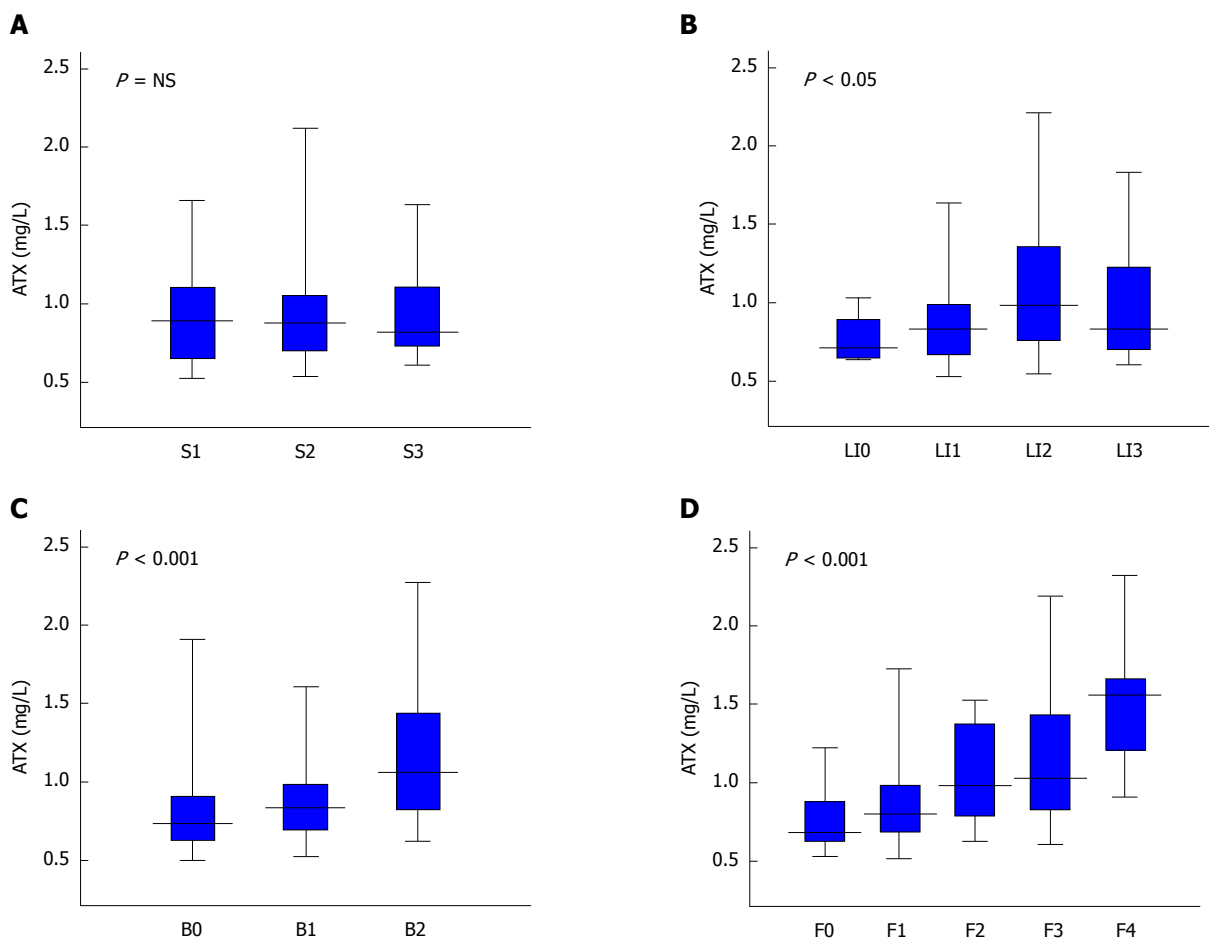 A
2.5
P = NS
2.0
1.5
ATX (mg/L)
1.0
0.5
S1 S2 S3
B
2.5
P < 0.05
2.0
1.5
ATX (mg/L)
1.0
0.5
LI0 LI1 LI2 LI3
C
2.5
P < 0.001
2.0
1.5
ATX (mg/L)
1.0
0.5
B0 B1 B2
D
2.5
P < 0.001
2.0
1.5
ATX (mg/L)
1.0
0.5
F0 F1 F2 F3 F4